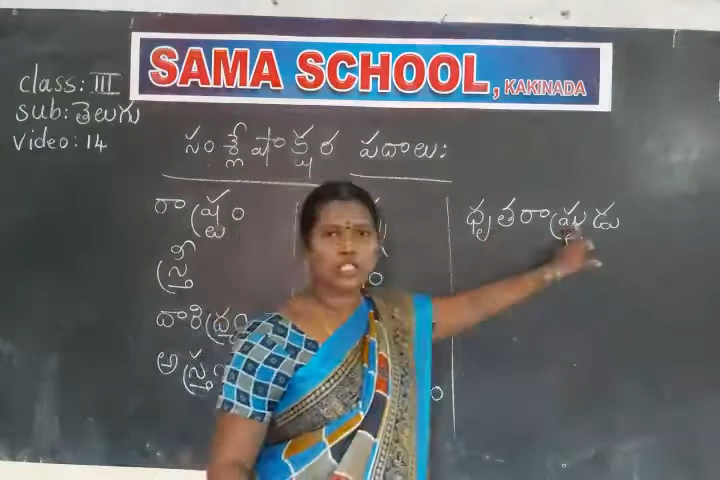 SAMA SCHOOL, KAKINADA
class: III
sub: తెలుగు
video: 14
సంశ్లేషాక్షర పదాలు:
రాష్ట్రం
స్త్రీ
దారిద్ర్యం
అస్త్రం
ధృతరాష్ట్రుడు